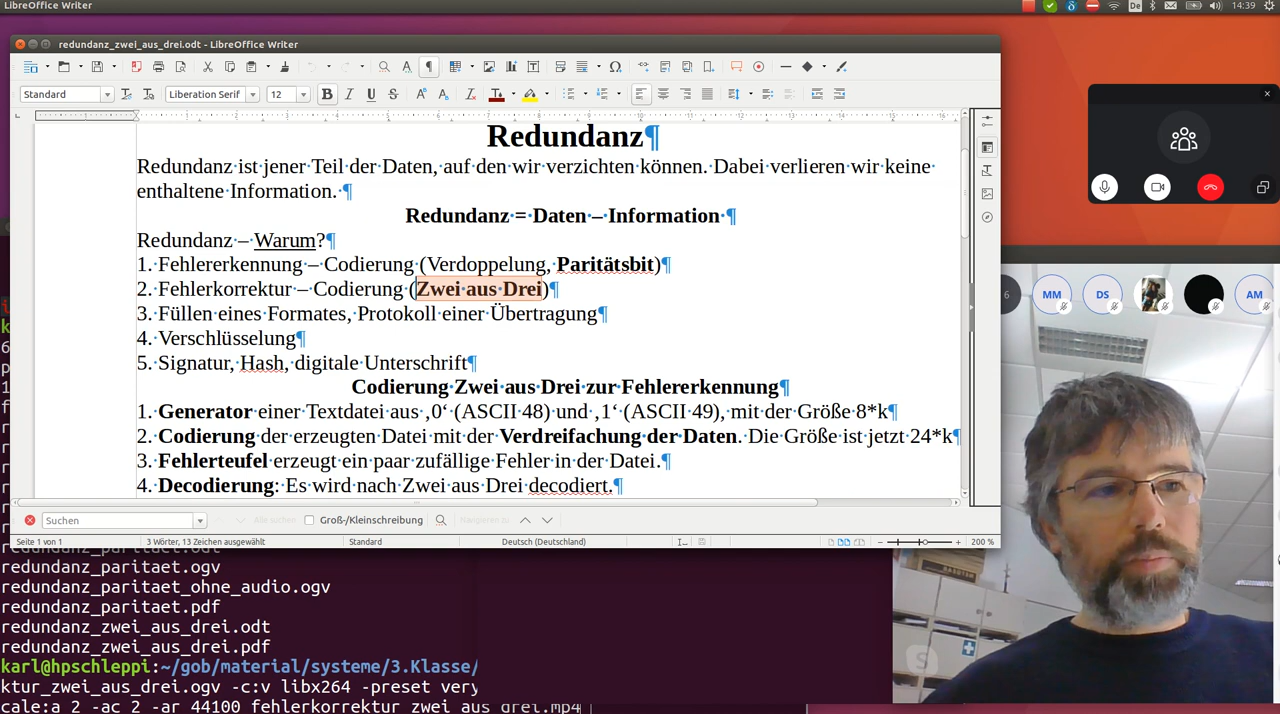 LibreOffice Writer
De
14:39
redundanz_zwei_aus_drei.odt - LibreOffice Writer
Standard
Liberation Serif
12
Redundanz¶
Redundanz ist jener Teil der Daten, auf den wir verzichten können. Dabei verlieren wir keine
enthaltene Information. ¶
Redundanz = Daten – Information ¶
Redundanz – Warum?¶
1. Fehlererkennung – Codierung (Verdoppelung, Paritätsbit)¶
2. Fehlerkorrektur – Codierung (Zwei aus Drei)¶
3. Füllen eines Formates, Protokoll einer Übertragung¶
4. Verschlüsselung¶
5. Signatur, Hash, digitale Unterschrift¶
Codierung Zwei aus Drei zur Fehlererkennung¶
1. Generator einer Textdatei aus ‚0‘ (ASCII 48) und ‚1‘ (ASCII 49), mit der Größe 8*k¶
2. Codierung der erzeugten Datei mit der Verdreifachung der Daten. Die Größe ist jetzt 24*k¶
3. Fehlerteufel erzeugt ein paar zufällige Fehler in der Datei.¶
4. Decodierung: Es wird nach Zwei aus Drei decodiert.¶
Suchen
Alle suchen
Groß-/Kleinschreibung
Navigieren zu
Seite 1 von 1
3 Wörter, 13 Zeichen ausgewählt
Standard
Deutsch (Deutschland)
200 %
6
MM
DS
AM
redundanz_paritaet.odt
redundanz_paritaet.ogv
redundanz_paritaet_ohne_audio.ogv
redundanz_paritaet.pdf
redundanz_zwei_aus_drei.odt
redundanz_zwei_aus_drei.pdf
karl@hpschleppi:~/gob/material/systeme/3.Klasse/
ktur_zwei_aus_drei.ogv -c:v libx264 -preset very
cale:a 2 -ac 2 -ar 44100 fehlerkorrektur_zwei_aus_drei.mp4